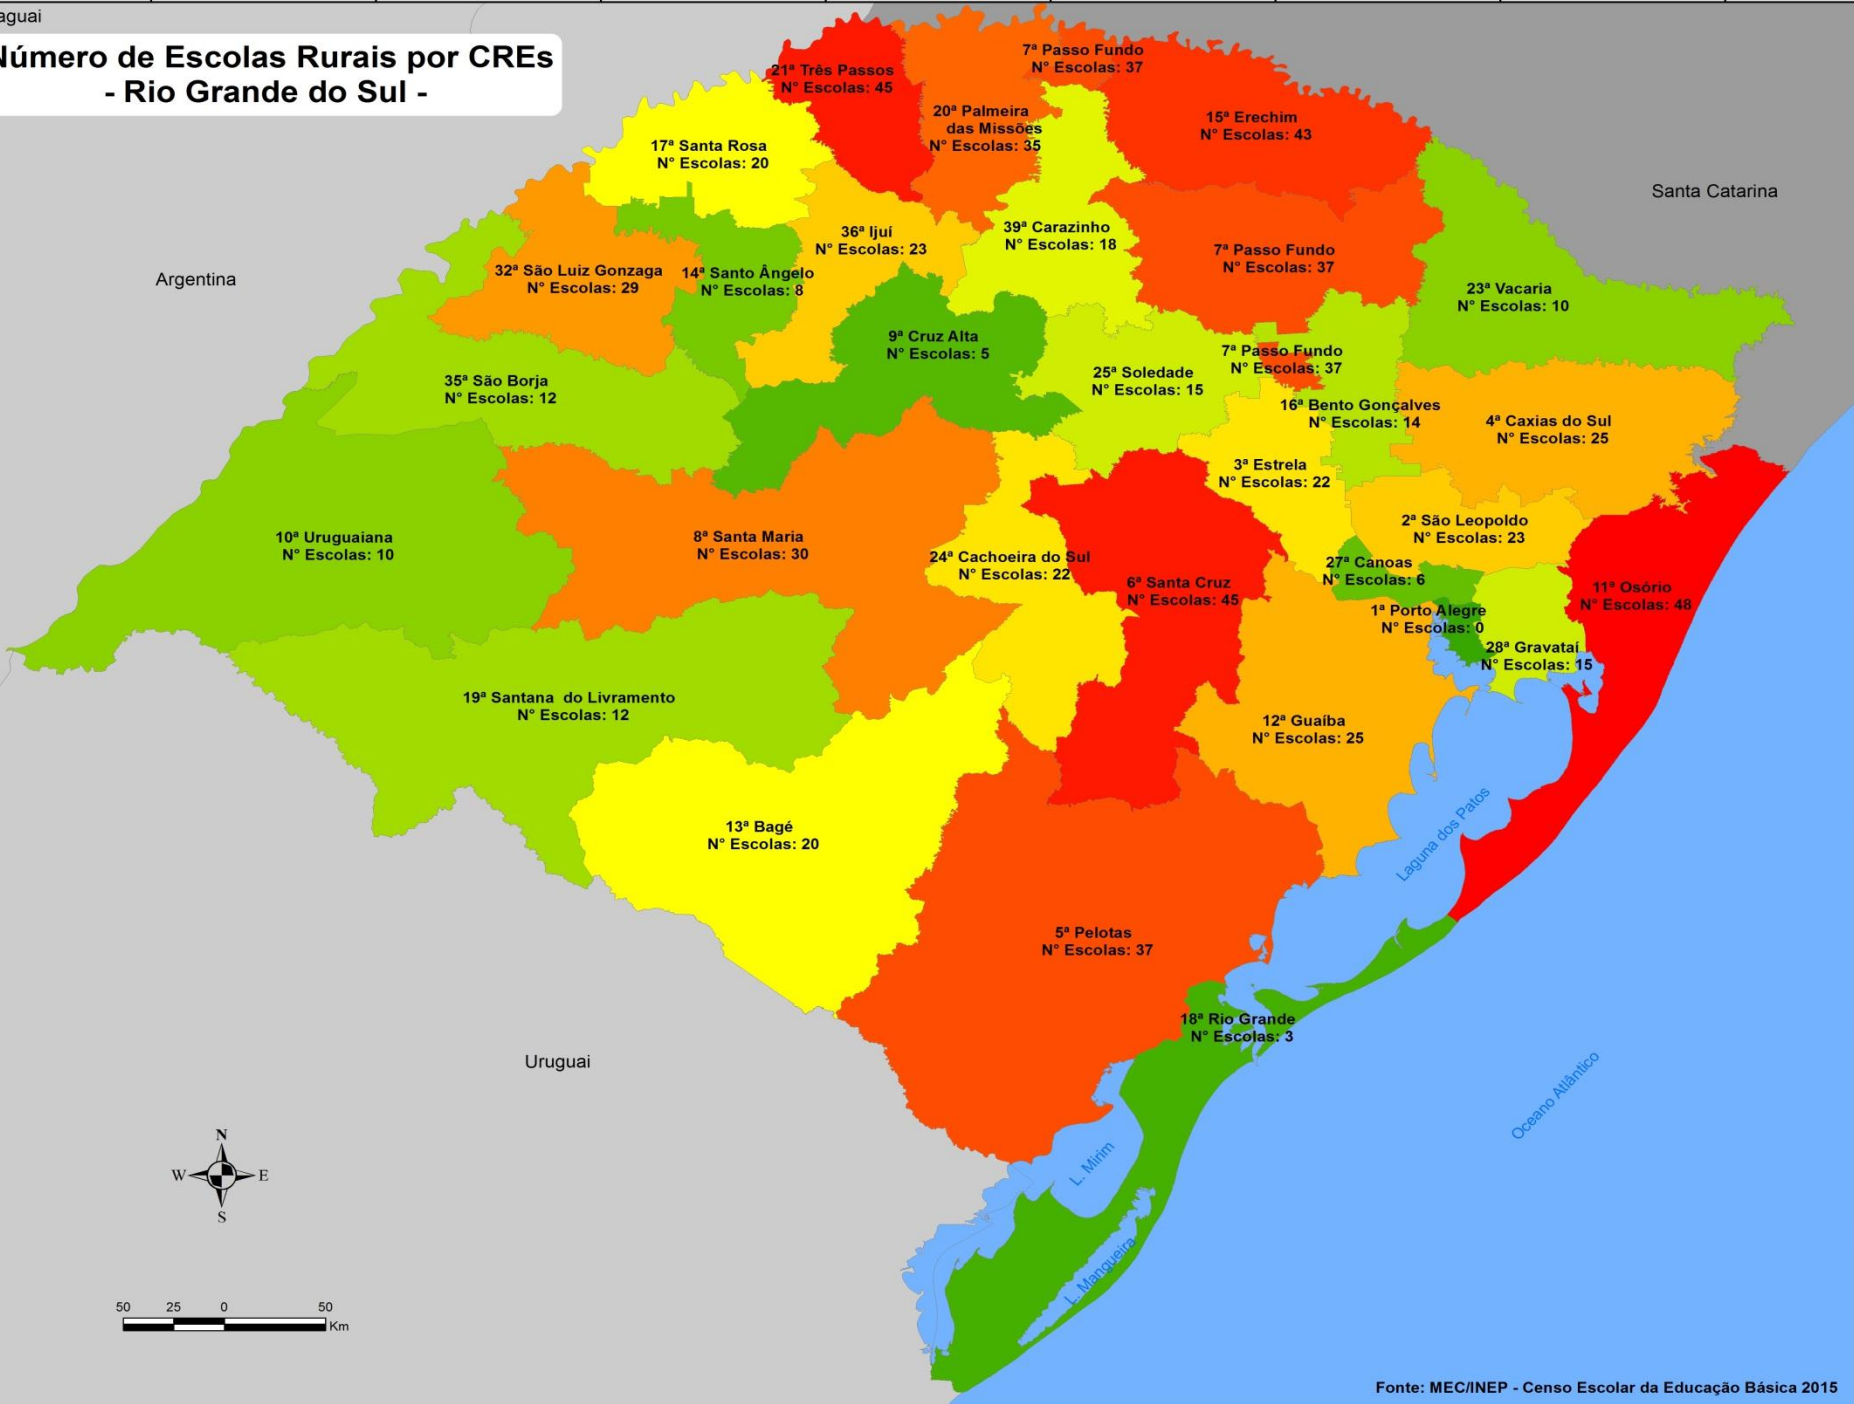 aguai
Número de Escolas Rurais por CREs
- Rio Grande do Sul -
21ª Três Passos
N° Escolas: 45
7ª Passo Fundo
N° Escolas: 37
20ª Palmeira
das Missões
N° Escolas: 35
15ª Erechim
N° Escolas: 43
17ª Santa Rosa
N° Escolas: 20
Santa Catarina
36ª Ijuí
N° Escolas: 23
39ª Carazinho
N° Escolas: 18
7ª Passo Fundo
N° Escolas: 37
Argentina
32ª São Luiz Gonzaga
N° Escolas: 29
14ª Santo Ângelo
N° Escolas: 8
23ª Vacaria
N° Escolas: 10
9ª Cruz Alta
N° Escolas: 5
7ª Passo Fundo
N° Escolas: 37
35ª São Borja
N° Escolas: 12
25ª Soledade
N° Escolas: 15
16ª Bento Gonçalves
N° Escolas: 14
4ª Caxias do Sul
N° Escolas: 25
3ª Estrela
N° Escolas: 22
10ª Uruguaiana
N° Escolas: 10
8ª Santa Maria
N° Escolas: 30
2ª São Leopoldo
N° Escolas: 23
24ª Cachoeira do Sul
N° Escolas: 22
27ª Canoas
N° Escolas: 6
6ª Santa Cruz
N° Escolas: 45
11ª Osório
N° Escolas: 48
1ª Porto Alegre
N° Escolas: 0
28ª Gravataí
N° Escolas: 15
19ª Santana do Livramento
N° Escolas: 12
12ª Guaíba
N° Escolas: 25
13ª Bagé
N° Escolas: 20
Laguna dos Patos
5ª Pelotas
N° Escolas: 37
18ª Rio Grande
N° Escolas: 3
Uruguai
Oceano Atlântico
L. Mirim
L. Mangueira
N
W E
S
50 25 0 50
Km
Fonte: MEC/INEP - Censo Escolar da Educação Básica 2015